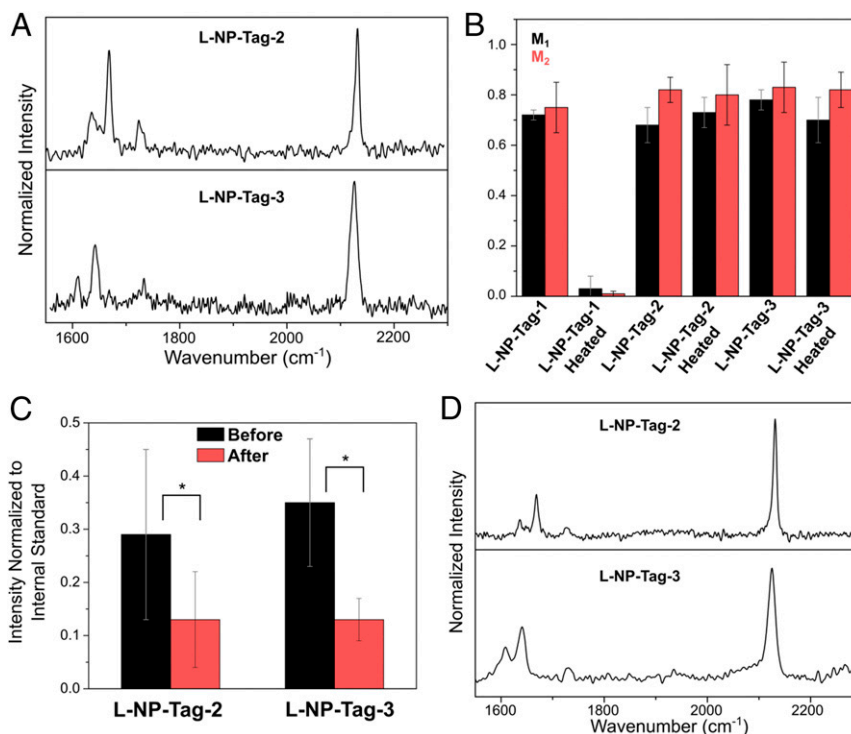 A
L-NP-Tag-2
L-NP-Tag-3
Normalized Intensity
1600 1800 2000 2200
Wavenumber (cm-1)
B
M1
M2
1.0
0.8
0.6
0.4
0.2
0.0
L-NP-Tag-1
L-NP-Tag-1
Heated
L-NP-Tag-2
L-NP-Tag-2
Heated
L-NP-Tag-3
L-NP-Tag-3
Heated
C
Before
After
*
*
0.5
0.4
0.3
0.2
0.1
0.0
Intensity Normalized to
Internal Standard
L-NP-Tag-2 L-NP-Tag-3
D
L-NP-Tag-2
L-NP-Tag-3
Normalized Intensity
1600 1800 2000 2200
Wavenumber (cm-1)